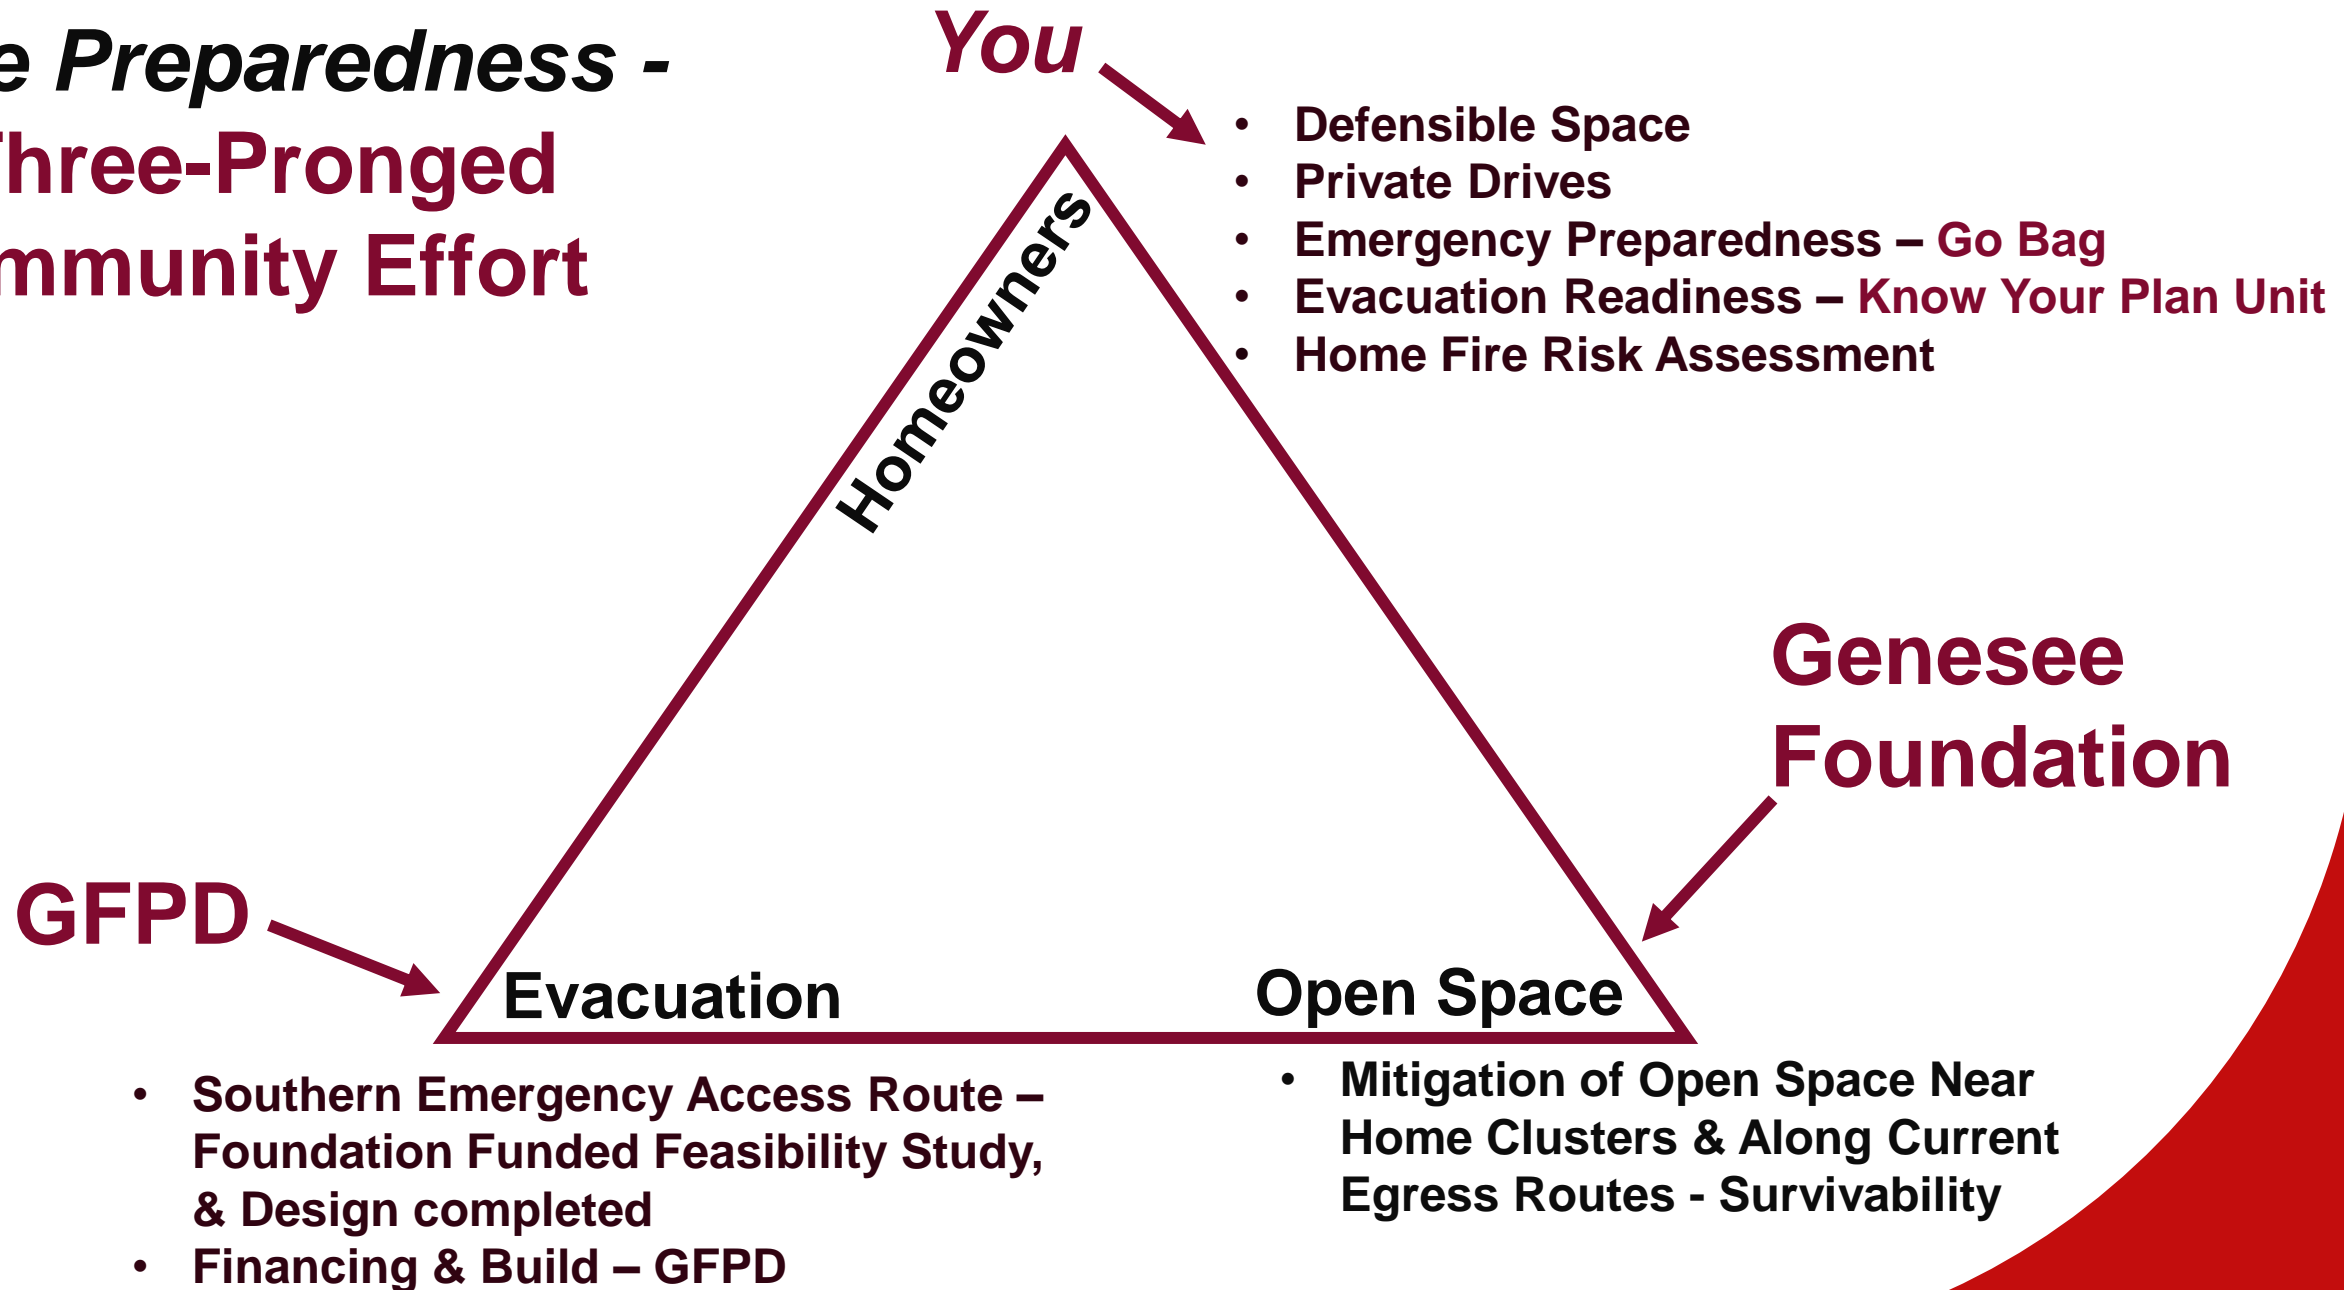 e Preparedness -
Three-Pronged
mmunity Effort
You
• Defensible Space
• Private Drives
• Emergency Preparedness – Go Bag
• Evacuation Readiness – Know Your Plan Unit
• Home Fire Risk Assessment
Homeowners
Genesee
Foundation
GFPD
Evacuation
Open Space
• Southern Emergency Access Route –
Foundation Funded Feasibility Study,
& Design completed
• Financing & Build – GFPD
• Mitigation of Open Space Near
Home Clusters & Along Current
Egress Routes - Survivability